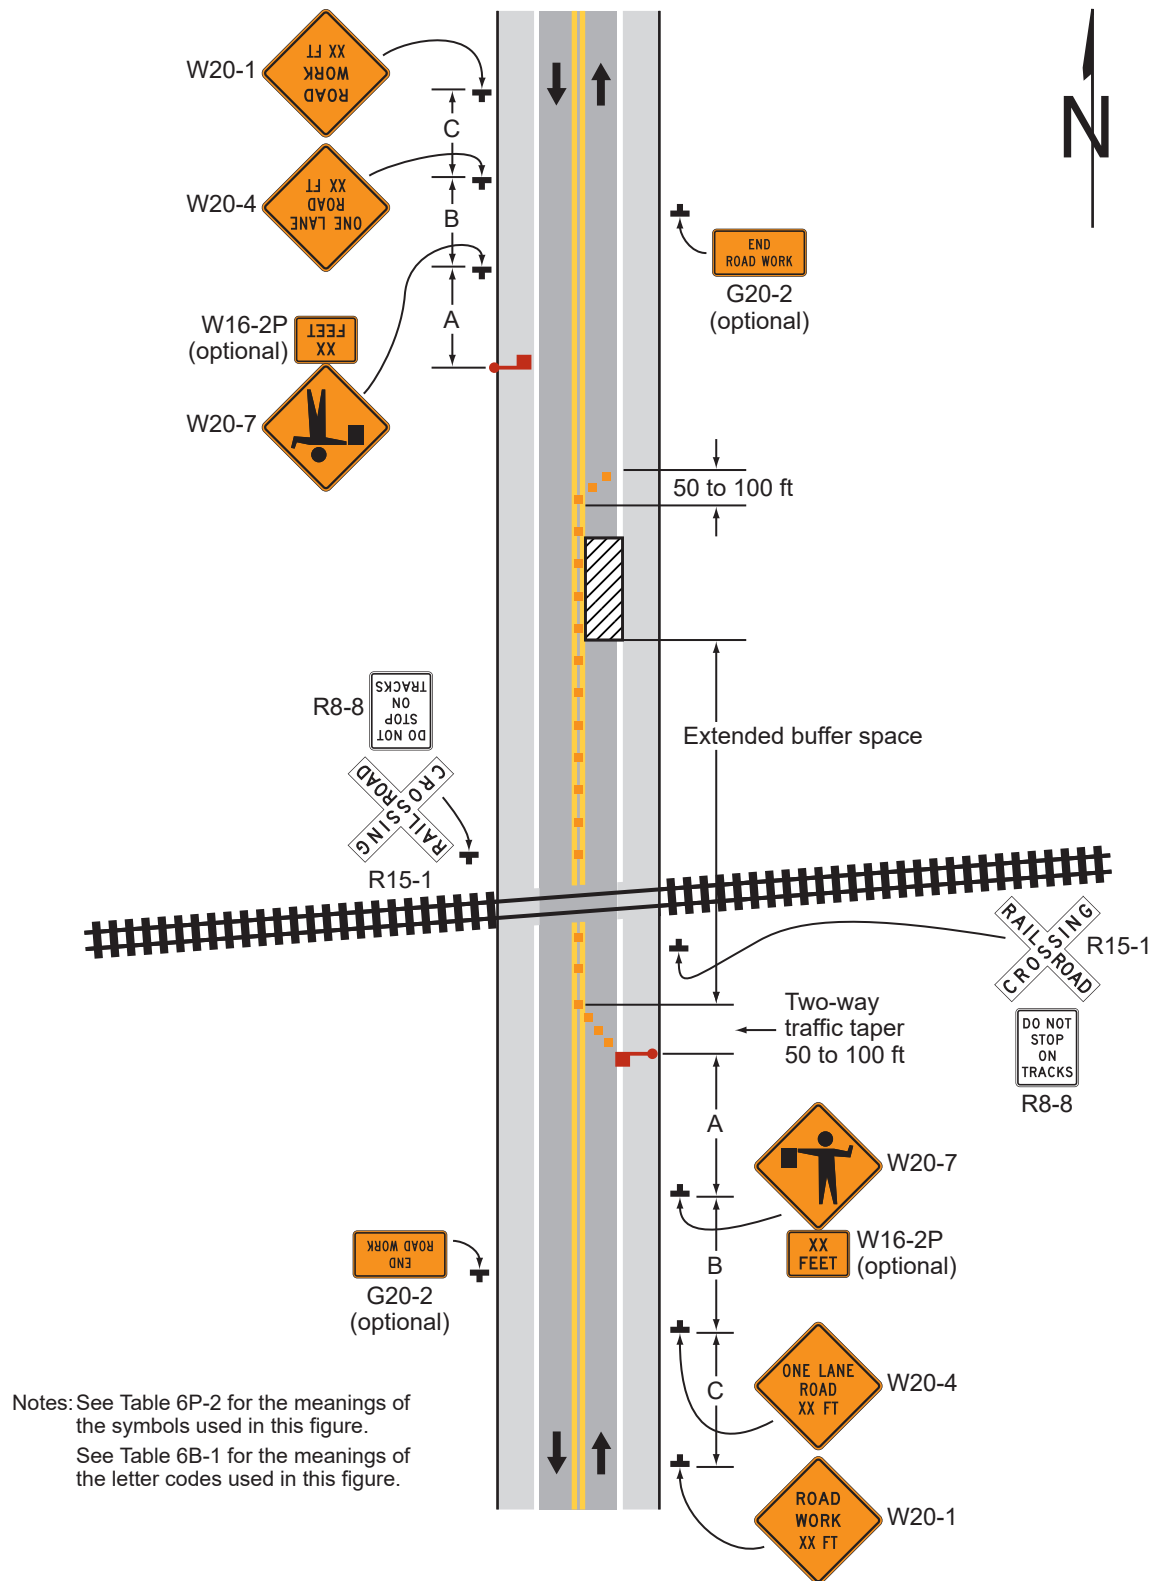 W20-1
ROAD
WORK
XX FT
C
W20-4
ONE LANE
ROAD
XX FT
B
W16-2P
(optional)
XX
FEET
A
W20-7
N
END
ROAD WORK
G20-2
(optional)
50 to 100 ft
R8-8
DO NOT
STOP
ON
TRACKS
Extended buffer space
RAILROAD
CROSSING
R15-1
RAILROAD
CROSSING
R15-1
Two-way
traffic taper
50 to 100 ft
DO NOT
STOP
ON
TRACKS
R8-8
A
W20-7
XX
FEET
W16-2P
(optional)
B
END
ROAD WORK
G20-2
(optional)
ONE LANE
ROAD
XX FT
W20-4
C
Notes: See Table 6P-2 for the meanings of
the symbols used in this figure.
See Table 6B-1 for the meanings of
the letter codes used in this figure.
ROAD
WORK
XX FT
W20-1